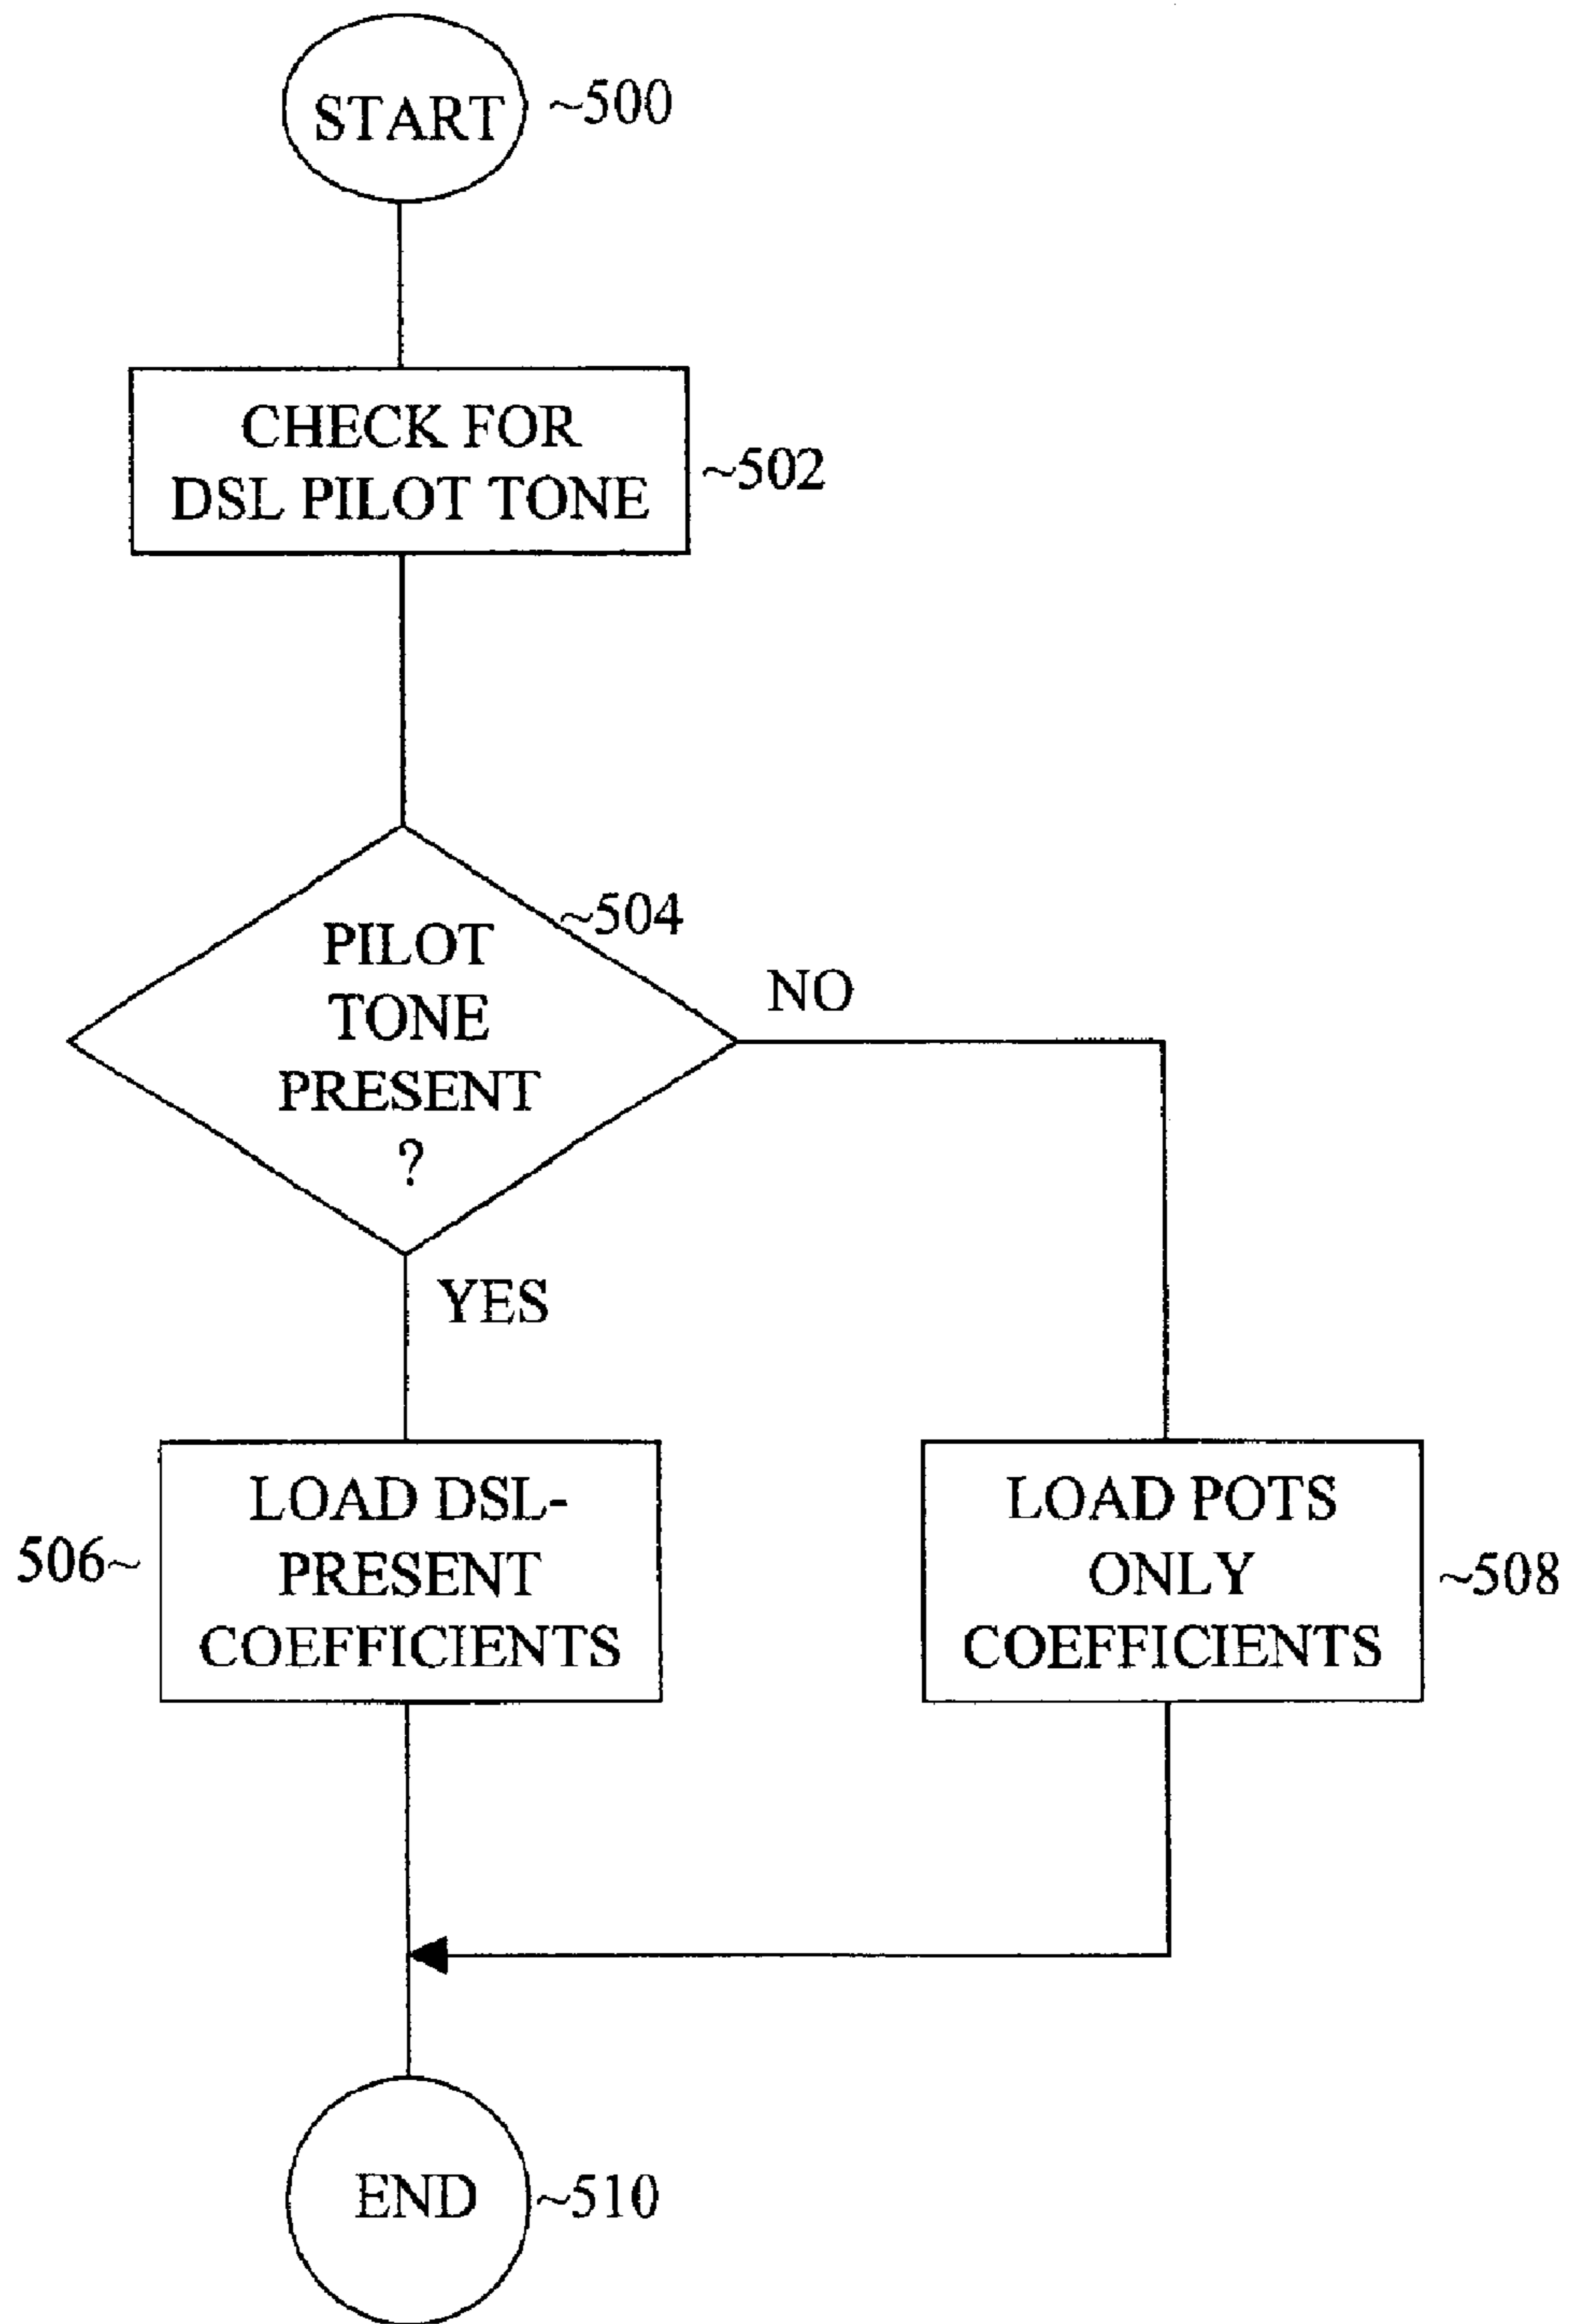 START ~500
CHECK FOR
DSL PILOT TONE
~502
~504
PILOT
TONE
PRESENT
?
NO
YES
506~
LOAD DSL-
PRESENT
COEFFICIENTS
LOAD POTS
ONLY
COEFFICIENTS
~508
END ~510